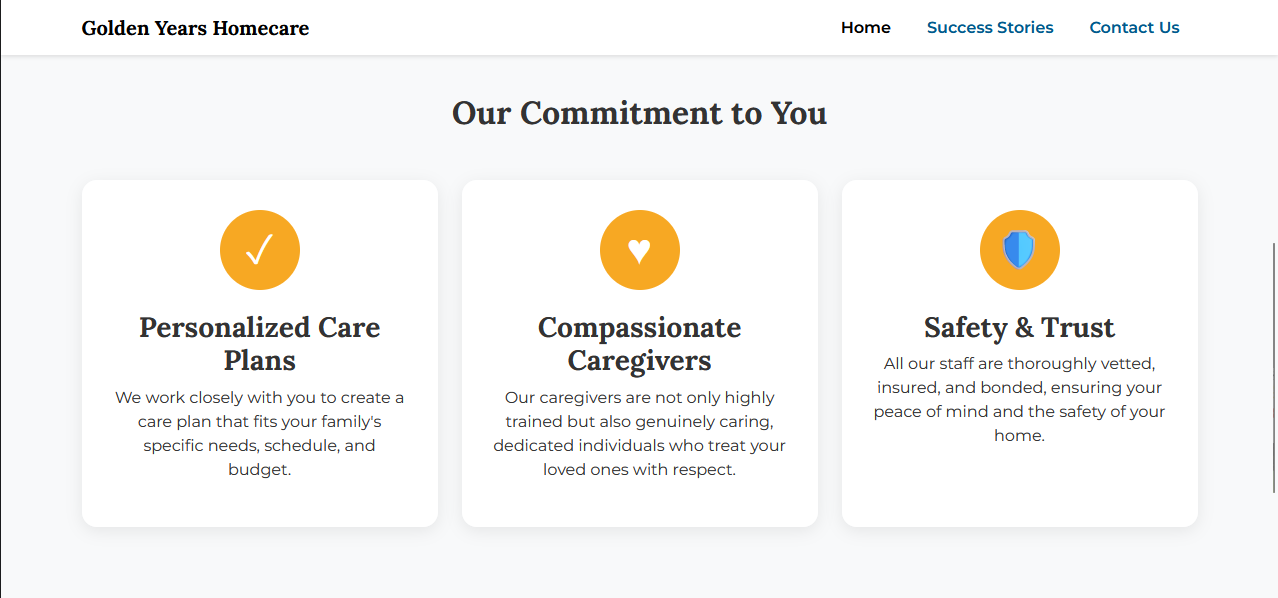 Golden Years Homecare
Home
Success Stories
Contact Us
Our Commitment to You
Personalized Care
Plans
We work closely with you to create a
care plan that fits your family's
specific needs, schedule, and
budget.
Compassionate
Caregivers
Our caregivers are not only highly
trained but also genuinely caring,
dedicated individuals who treat your
loved ones with respect.
Safety & Trust
All our staff are thoroughly vetted,
insured, and bonded, ensuring your
peace of mind and the safety of your
home.